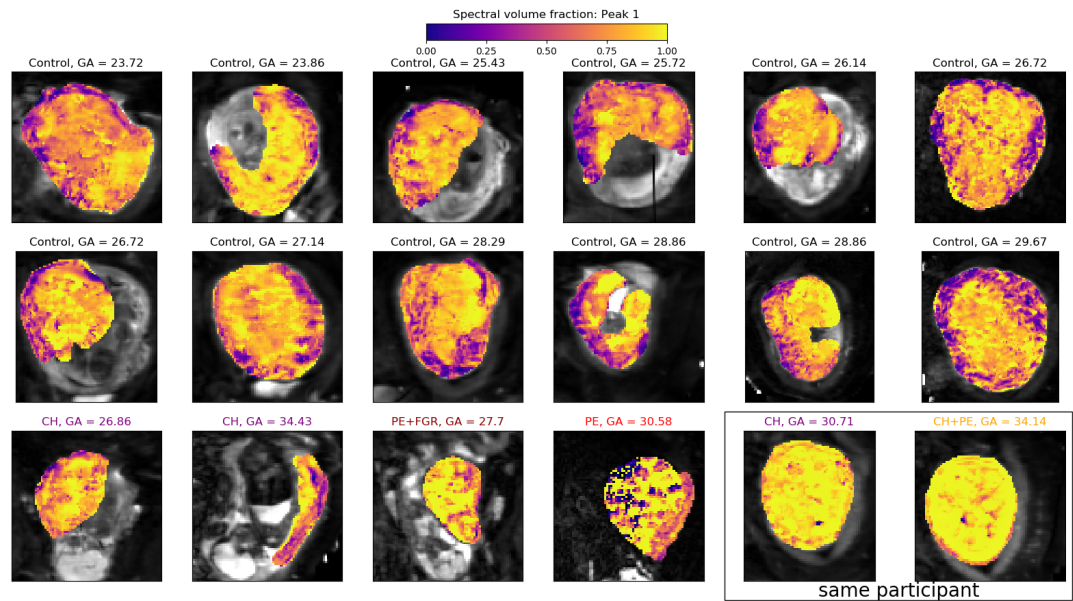 Spectral volume fraction: Peak 1
0.00 0.25 0.50 0.75 1.00
Control, GA = 23.72 Control, GA = 23.86 Control, GA = 25.43 Control, GA = 25.72 Control, GA = 26.14 Control, GA = 26.72
Control, GA = 26.72 Control, GA = 27.14 Control, GA = 28.29 Control, GA = 28.86 Control, GA = 28.86 Control, GA = 29.67
CH, GA = 26.86 CH, GA = 34.43 PE+FGR, GA = 27.7 PE, GA = 30.58 CH, GA = 30.71 CH+PE, GA = 34.14
same participant